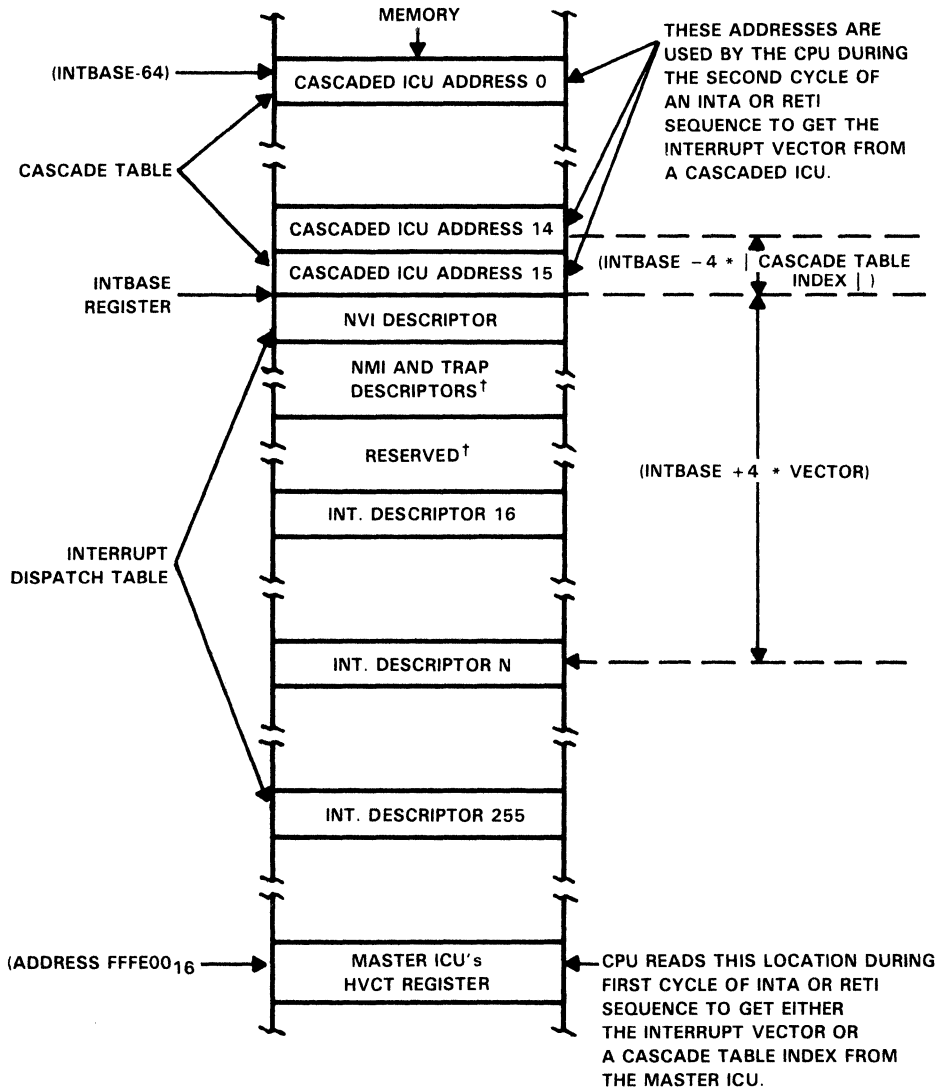 MEMORY
(INTBASE-64)
CASCADED ICU ADDRESS 0
THESE ADDRESSES ARE
USED BY THE CPU DURING
THE SECOND CYCLE OF
AN INTA OR RETI
SEQUENCE TO GET THE
INTERRUPT VECTOR FROM
A CASCADED ICU.
CASCADE TABLE
CASCADED ICU ADDRESS 14
CASCADED ICU ADDRESS 15
(INTBASE −4 * | CASCADE TABLE
INDEX | )
INTBASE
REGISTER
NVI DESCRIPTOR
NMI AND TRAP
DESCRIPTORS†
RESERVED†
(INTBASE +4 * VECTOR)
INT. DESCRIPTOR 16
INTERRUPT
DISPATCH TABLE
INT. DESCRIPTOR N
INT. DESCRIPTOR 255
(ADDRESS FFFE00₁₆
MASTER ICU's
HVCT REGISTER
CPU READS THIS LOCATION DURING
FIRST CYCLE OF INTA OR RETI
SEQUENCE TO GET EITHER
THE INTERRUPT VECTOR OR
A CASCADE TABLE INDEX FROM
THE MASTER ICU.